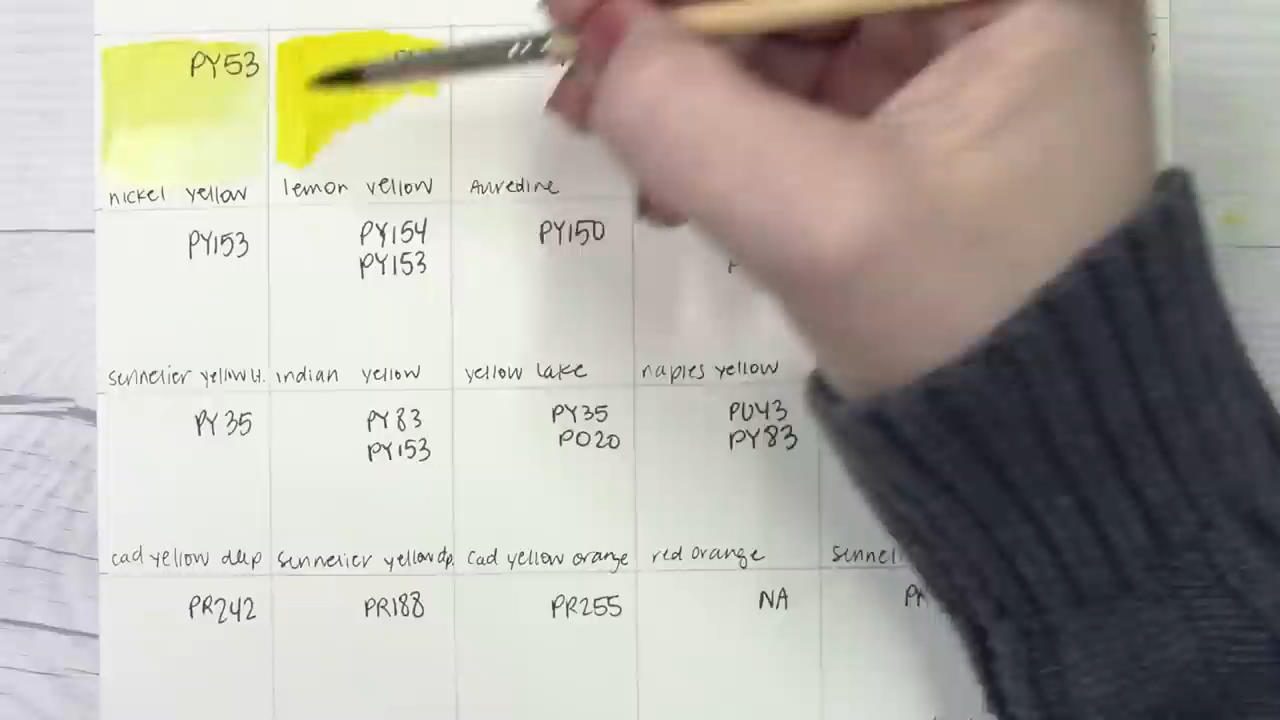 PY53
nickel yellow lemon yellow Auredine
PY153 PY154 PY150
PY153
sennelier yellow lt. indian yellow yellow lake naples yellow
PY35 PY83 PY35 PO43
PY153 PO20 PY83
cad yellow deep sennelier yellow dp. cad yellow orange red orange
PR242 PR188 PR255 NA